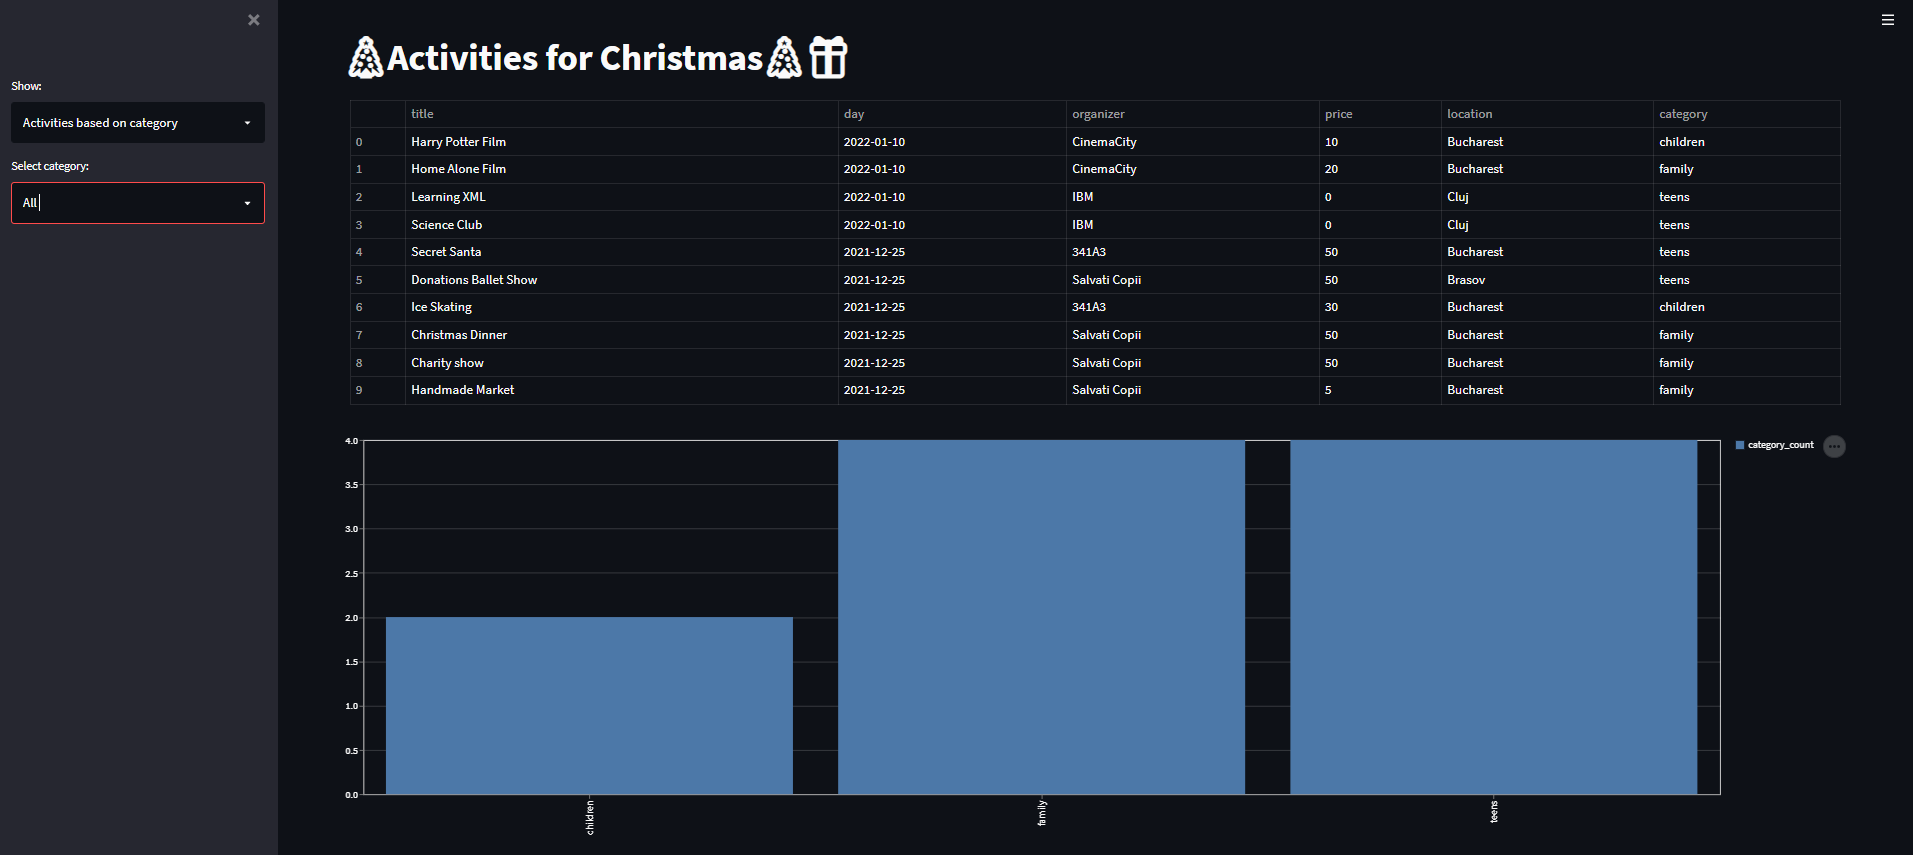 Show:
Activities based on category
Select category:
All
Activities for Christmas
title day organizer price location category
0 Harry Potter Film 2022-01-10 CinemaCity 10 Bucharest children
1 Home Alone Film 2022-01-10 CinemaCity 20 Bucharest family
2 Learning XML 2022-01-10 IBM 0 Cluj teens
3 Science Club 2022-01-10 IBM 0 Cluj teens
4 Secret Santa 2021-12-25 341A3 50 Bucharest teens
5 Donations Ballet Show 2021-12-25 Salvati Copii 50 Brasov teens
6 Ice Skating 2021-12-25 341A3 30 Bucharest children
7 Christmas Dinner 2021-12-25 Salvati Copii 50 Bucharest family
8 Charity show 2021-12-25 Salvati Copii 50 Bucharest family
9 Handmade Market 2021-12-25 Salvati Copii 5 Bucharest family
4.0
3.5
3.0
2.5
2.0
1.5
1.0
0.5
0.0
children
family
teens
category_count